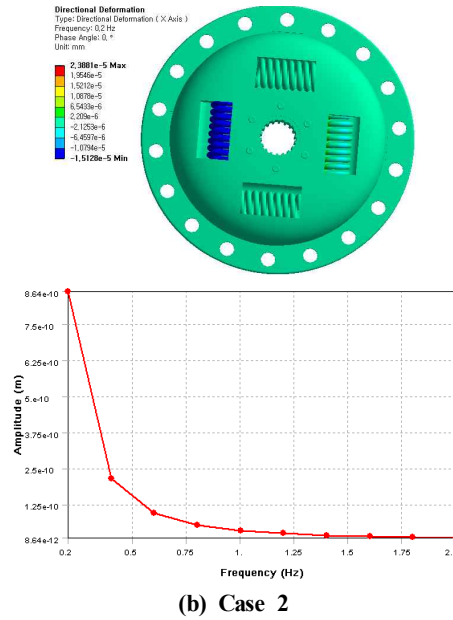 Directional Deformation
Type: Directional Deformation ( X Axis )
Frequency: 0,2 Hz
Phase Angle: 0, °
Unit: mm
2,3881e-5 Max
1,9546e-5
1,5212e-5
1,0878e-5
6,5433e-6
2,209e-6
-2,1253e-6
-6,4597e-6
-1,0794e-5
-1,5128e-5 Min
8.64e-10
7.5e-10
6.25e-10
5.e-10
3.75e-10
2.5e-10
1.25e-10
8.64e-12
Amplitude (m)
0.2 0.5 0.75 1. 1.25 1.5 1.75 2.
Frequency (Hz)
(b) Case 2